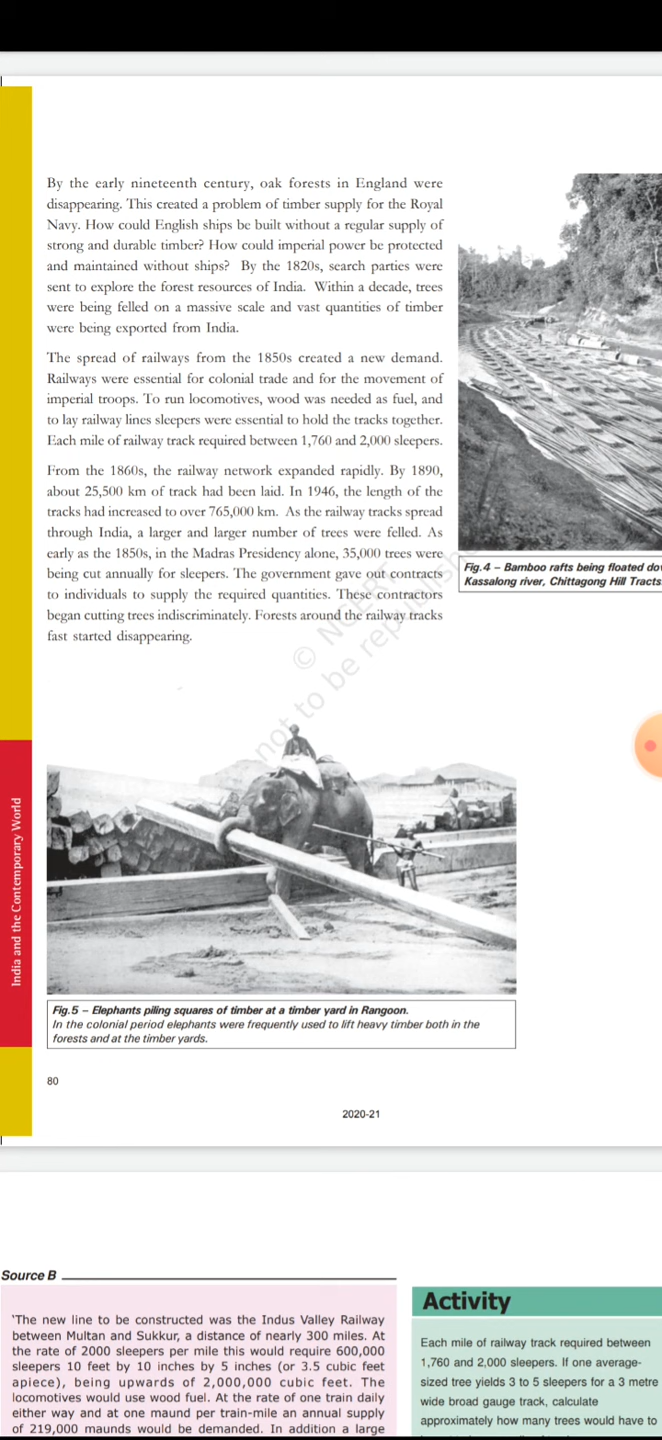 By the early nineteenth century, oak forests in England were
disappearing. This created a problem of timber supply for the Royal
Navy. How could English ships be built without a regular supply of
strong and durable timber? How could imperial power be protected
and maintained without ships? By the 1820s, search parties were
sent to explore the forest resources of India. Within a decade, trees
were being felled on a massive scale and vast quantities of timber
were being exported from India.
The spread of railways from the 1850s created a new demand.
Railways were essential for colonial trade and for the movement of
imperial troops. To run locomotives, wood was needed as fuel, and
to lay railway lines sleepers were essential to hold the tracks together.
Each mile of railway track required between 1,760 and 2,000 sleepers.
From the 1860s, the railway network expanded rapidly. By 1890,
about 25,500 km of track had been laid. In 1946, the length of the
tracks had increased to over 765,000 km. As the railway tracks spread
through India, a larger and larger number of trees were felled. As
early as the 1850s, in the Madras Presidency alone, 35,000 trees were
being cut annually for sleepers. The government gave out contracts
to individuals to supply the required quantities. These contractors
began cutting trees indiscriminately. Forests around the railway tracks
fast started disappearing.
Fig.4 – Bamboo rafts being floated do
Kassalong river, Chittagong Hill Tracts
© NCERT
not to be republish
India and the Contemporary World
Fig.5 – Elephants piling squares of timber at a timber yard in Rangoon.
In the colonial period elephants were frequently used to lift heavy timber both in the
forests and at the timber yards.
80
2020-21
Source B
'The new line to be constructed was the Indus Valley Railway
between Multan and Sukkur, a distance of nearly 300 miles. At
the rate of 2000 sleepers per mile this would require 600,000
sleepers 10 feet by 10 inches by 5 inches (or 3.5 cubic feet
apiece), being upwards of 2,000,000 cubic feet. The
locomotives would use wood fuel. At the rate of one train daily
either way and at one maund per train-mile an annual supply
of 219,000 maunds would be demanded. In addition a large
Activity
Each mile of railway track required between
1,760 and 2,000 sleepers. If one average-
sized tree yields 3 to 5 sleepers for a 3 metre
wide broad gauge track, calculate
approximately how many trees would have to